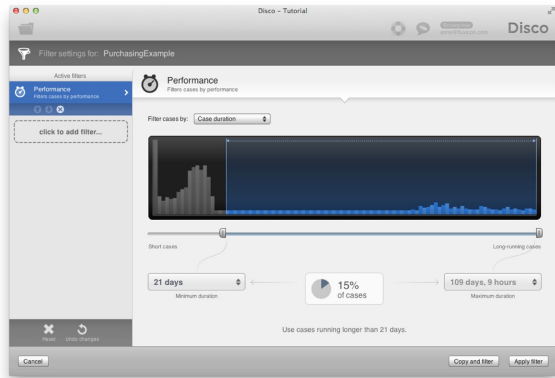 Disco - Tutorial
Disco
Filter settings for: PurchasingExample
Active filters
Performance
Filters cases by performance
click to add filter...
Performance
Filters cases by performance
Filter cases by: Case duration
Short cases
Long-running cases
21 days
Minimum duration
15%
of cases
109 days, 9 hours
Maximum duration
Use cases running longer than 21 days.
Reset
Undo changes
Cancel
Copy and filter
Apply filter